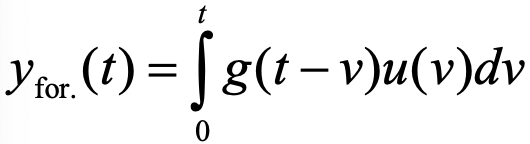 y_for.(t) = ∫_0^t g(t − v)u(v)dv